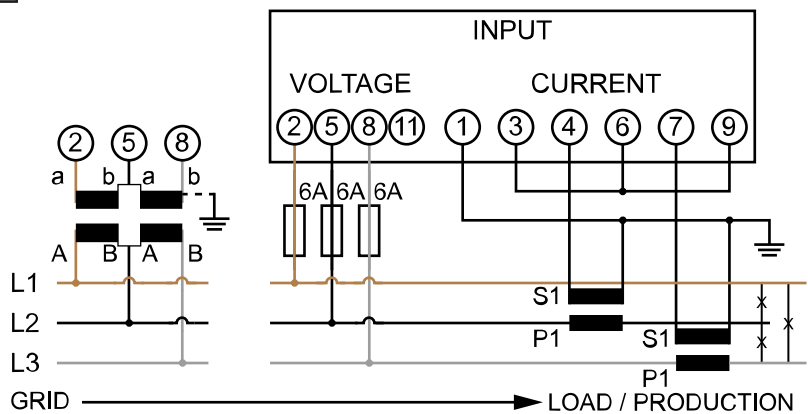 INPUT
VOLTAGE CURRENT
2 5 8 11 1 3 4 6 7 9
2 5 8
a b a b
6A 6A 6A
A B A B
L1
S1
L2
P1 S1
L3
P1
GRID LOAD / PRODUCTION
x
x x